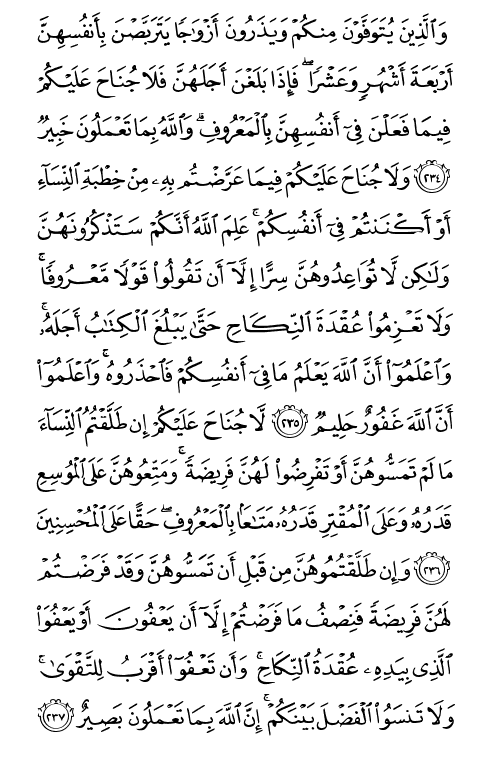 وَٱلَّذِينَ يُتَوَفَّوۡنَ مِنكُمۡ وَيَذَرُونَ أَزۡوَٰجٗا يَتَرَبَّصۡنَ بِأَنفُسِهِنَّ
أَرۡبَعَةَ أَشۡهُرٖ وَعَشۡرٗاۖ فَإِذَا بَلَغۡنَ أَجَلَهُنَّ فَلَا جُنَاحَ عَلَيۡكُمۡ
فِيمَا فَعَلۡنَ فِيٓ أَنفُسِهِنَّ بِٱلۡمَعۡرُوفِۗ وَٱللَّهُ بِمَا تَعۡمَلُونَ خَبِيرٞ
٢٣٤ وَلَا جُنَاحَ عَلَيۡكُمۡ فِيمَا عَرَّضۡتُم بِهِۦ مِنۡ خِطۡبَةِ ٱلنِّسَآءِ
أَوۡ أَكۡنَنتُمۡ فِيٓ أَنفُسِكُمۡۚ عَلِمَ ٱللَّهُ أَنَّكُمۡ سَتَذۡكُرُونَهُنَّ
وَلَٰكِن لَّا تُوَاعِدُوهُنَّ سِرًّا إِلَّآ أَن تَقُولُواْ قَوۡلٗا مَّعۡرُوفٗاۚ
وَلَا تَعۡزِمُواْ عُقۡدَةَ ٱلنِّكَاحِ حَتَّىٰ يَبۡلُغَ ٱلۡكِتَٰبُ أَجَلَهُۥۚ
وَٱعۡلَمُوٓاْ أَنَّ ٱللَّهَ يَعۡلَمُ مَا فِيٓ أَنفُسِكُمۡ فَٱحۡذَرُوهُۚ وَٱعۡلَمُوٓاْ
أَنَّ ٱللَّهَ غَفُورٌ حَلِيمٞ ٢٣٥ لَّا جُنَاحَ عَلَيۡكُمۡ إِن طَلَّقۡتُمُ ٱلنِّسَآءَ
مَا لَمۡ تَمَسُّوهُنَّ أَوۡ تَفۡرِضُواْ لَهُنَّ فَرِيضَةٗۚ وَمَتِّعُوهُنَّ عَلَى ٱلۡمُوسِعِ
قَدَرُهُۥ وَعَلَى ٱلۡمُقۡتِرِ قَدَرُهُۥ مَتَٰعَۢا بِٱلۡمَعۡرُوفِۖ حَقًّا عَلَى ٱلۡمُحۡسِنِينَ
٢٣٦ وَإِن طَلَّقۡتُمُوهُنَّ مِن قَبۡلِ أَن تَمَسُّوهُنَّ وَقَدۡ فَرَضۡتُمۡ
لَهُنَّ فَرِيضَةٗ فَنِصۡفُ مَا فَرَضۡتُمۡ إِلَّآ أَن يَعۡفُونَ أَوۡ يَعۡفُوَاْ
ٱلَّذِي بِيَدِهِۦ عُقۡدَةُ ٱلنِّكَاحِۚ وَأَن تَعۡفُوٓاْ أَقۡرَبُ لِلتَّقۡوَىٰۚ
وَلَا تَنسَوُاْ ٱلۡفَضۡلَ بَيۡنَكُمۡۚ إِنَّ ٱللَّهَ بِمَا تَعۡمَلُونَ بَصِيرٌ ٢٣٧